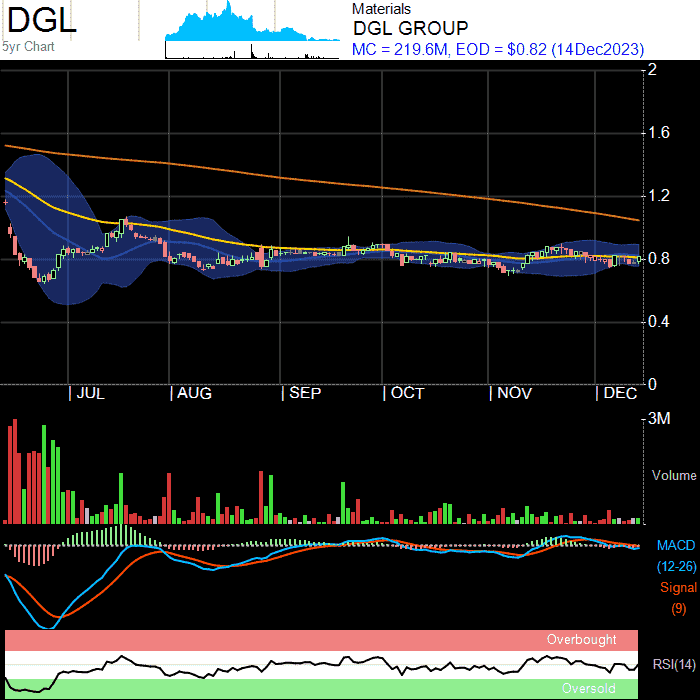 DGL
5yr Chart
Materials
DGL GROUP
MC = 219.6M, EOD = $0.82 (14Dec2023)
2
1.6
1.2
0.8
0.4
0
JUL AUG SEP OCT NOV DEC
3M
Volume
MACD
(12-26)
Signal
(9)
Overbought
RSI(14)
Oversold